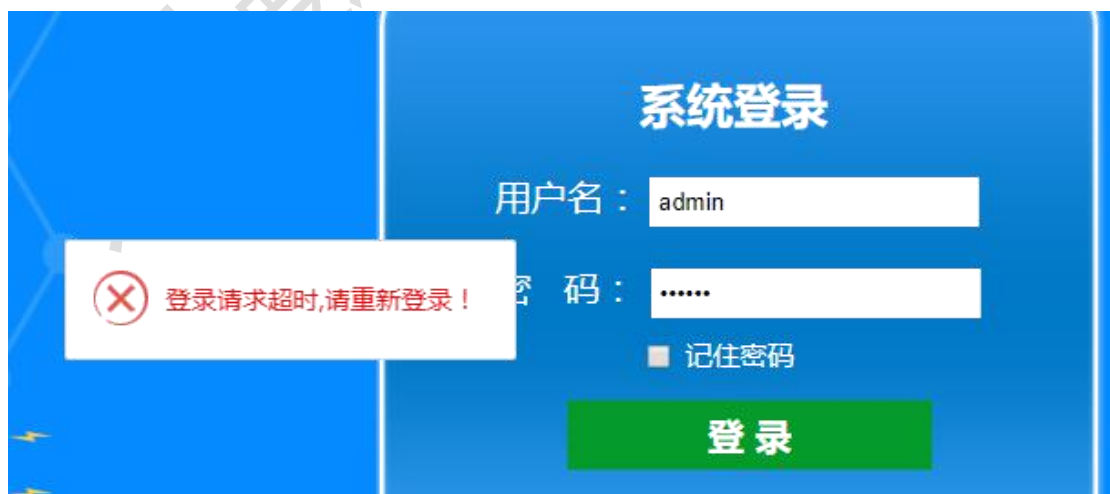 系统登录
用户名： admin
码： ••••••
登录请求超时,请重新登录！
记住密码
登 录